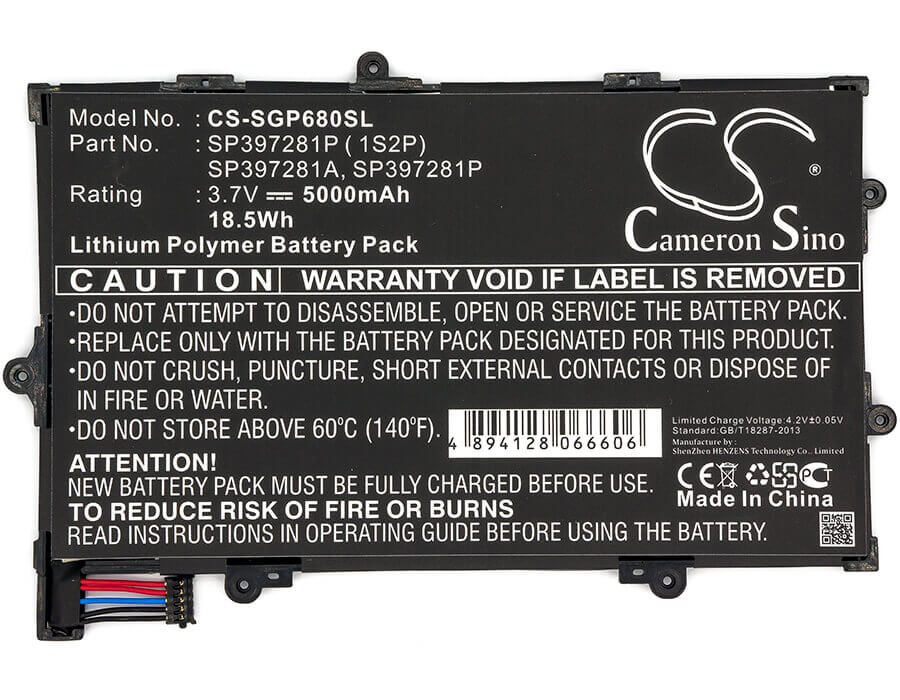 Model No. : CS-SGP680SL
Part No. : SP397281P ( 1S2P)
SP397281A, SP397281P
Rating : 3.7V 5000mAh
18.5Wh
Lithium Polymer Battery Pack
®
Cameron Sino
CAUTION WARRANTY VOID IF LABEL IS REMOVED
•DO NOT ATTEMPT TO DISASSEMBLE, OPEN OR SERVICE THE BATTERY PACK.
•REPLACE ONLY WITH THE BATTERY PACK DESIGNATED FOR THIS PRODUCT.
•DO NOT CRUSH, PUNCTURE, SHORT EXTERNAL CONTACTS OR DISPOSE
IN FIRE OR WATER.
•DO NOT STORE ABOVE 60°C (140°F).
4 894128 066606
Limited Charge Voltage:4.2V±0.05V
Standard:GB/T18287-2013
Manufacture by :
ShenZhen HENZENS Technology Co., Limited
ATTENTION!
NEW BATTERY PACK MUST BE FULLY CHARGED BEFORE USE.
TO REDUCE RISK OF FIRE OR BURNS
READ INSTRUCTIONS IN OPERATING GUIDE BEFORE USING THE BATTERY.
CE PCT
Made In China